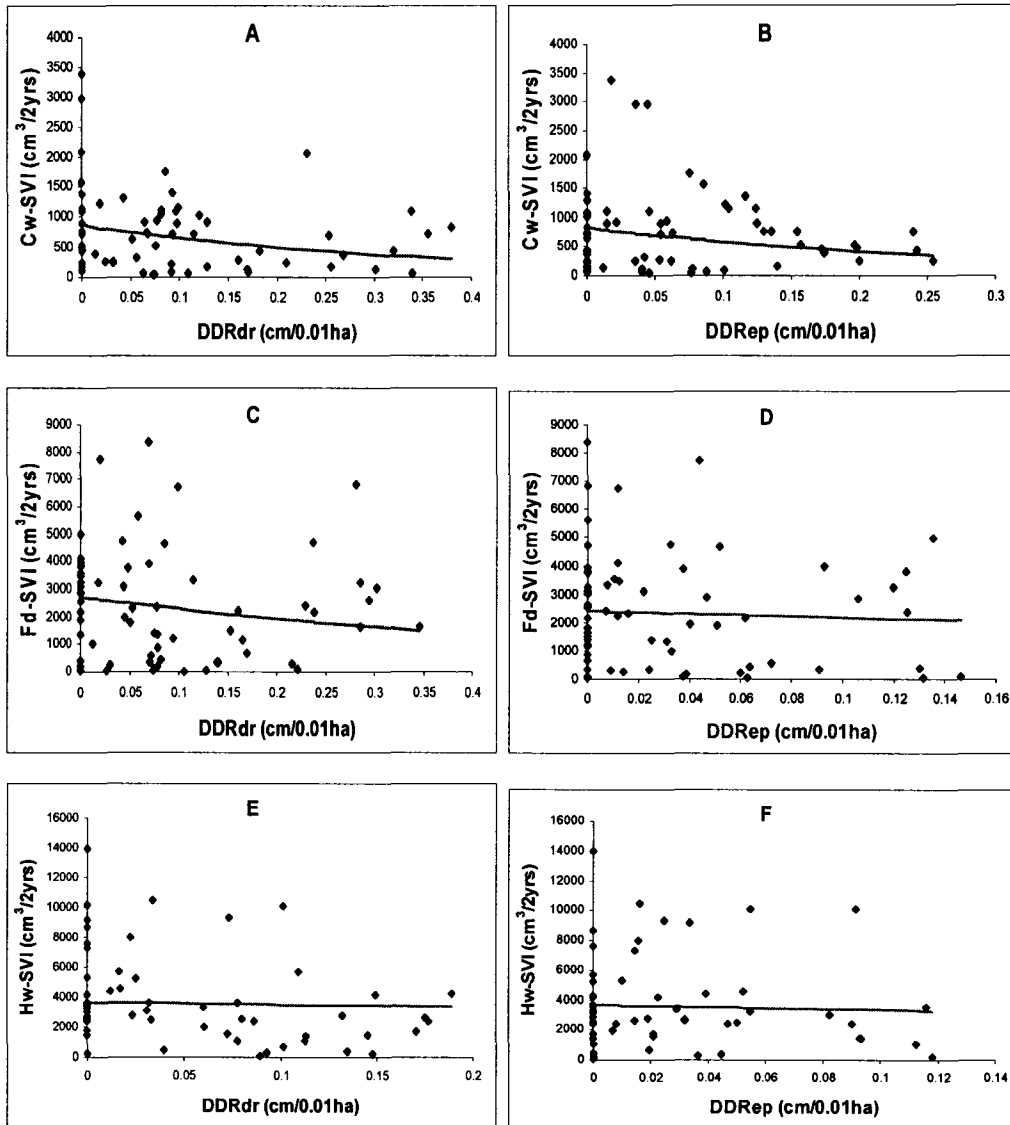 A
Cw-SVI (cm³/2yrs)
4000
3500
3000
2500
2000
1500
1000
500
0
0 0.05 0.1 0.15 0.2 0.25 0.3 0.35 0.4
DDRdr (cm/0.01ha)
B
Cw-SVI (cm³/2yrs)
4000
3500
3000
2500
2000
1500
1000
500
0
0 0.05 0.1 0.15 0.2 0.25 0.3
DDRep (cm/0.01ha)
C
Fd-SVI (cm³/2yrs)
9000
8000
7000
6000
5000
4000
3000
2000
1000
0
0 0.05 0.1 0.15 0.2 0.25 0.3 0.35 0.4
DDRdr (cm/0.01ha)
D
Fd-SVI (cm³/2yrs)
9000
8000
7000
6000
5000
4000
3000
2000
1000
0
0 0.02 0.04 0.06 0.08 0.1 0.12 0.14 0.16
DDRep (cm/0.01ha)
E
Hw-SVI (cm³/2yrs)
16000
14000
12000
10000
8000
6000
4000
2000
0
0 0.05 0.1 0.15 0.2
DDRdr (cm/0.01ha)
F
Hw-SVI (cm³/2yrs)
16000
14000
12000
10000
8000
6000
4000
2000
0
0 0.02 0.04 0.06 0.08 0.1 0.12 0.14
DDRep (cm/0.01ha)